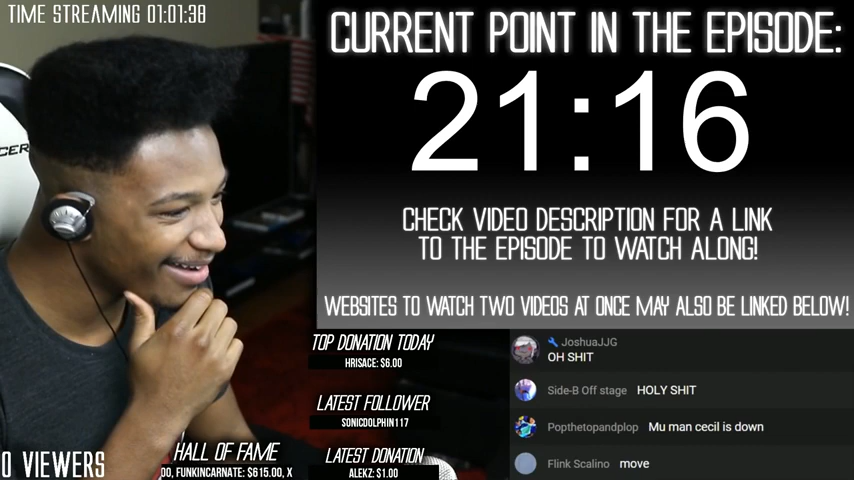 TIME STREAMING 01:01:38
CURRENT POINT IN THE EPISODE:
21:16
CHECK VIDEO DESCRIPTION FOR A LINK
TO THE EPISODE TO WATCH ALONG!
WEBSITES TO WATCH TWO VIDEOS AT ONCE MAY ALSO BE LINKED BELOW!
CER
TOP DONATION TODAY
HRISACE: $6.00
LATEST FOLLOWER
SONICDOLPHIN117
LATEST DONATION
ALEKZ: $1.00
0 VIEWERS
HALL OF FAME
00, FUNKINCARNATE: $615.00, X
JoshuaJJG
OH SHIT
Side-B Off stage HOLY SHIT
Popthetopandplop Mu man cecil is down
Flink Scalino move